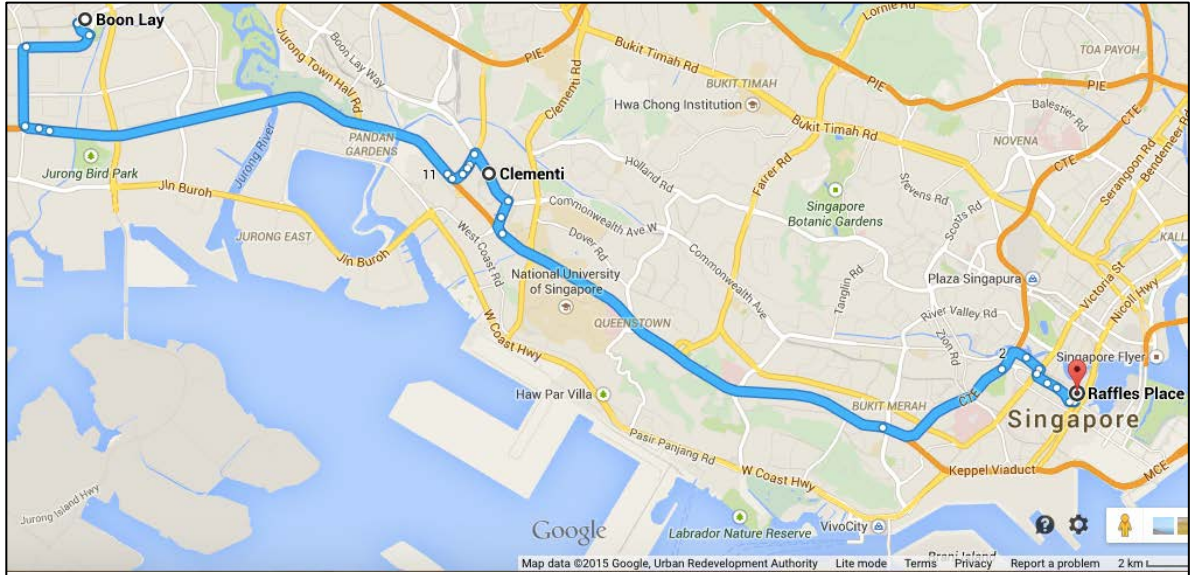 Boon Lay
PIE
Bukit Timah Rd
Lornie Rd
TOA PAYOH
Boon Lay Way
Jurong Town Hall Rd
Clementi Rd
BUKIT TIMAH
Hwa Chong Institution
PIE
PIE
CTE
Balestier Rd
NOVENA
Bukit Timah Rd
Serangoon Rd
Bendemeer Rd
PANDAN
GARDENS
Jurong River
Jurong Bird Park
11
Clementi
Holland Rd
Farrer Rd
CTE
Stevens Rd
Scotts Rd
Singapore
Botanic Gardens
Jln Buroh
JURONG EAST
Jln Buroh
West Coast Rd
Commonwealth Ave W
Dover Rd
Commonwealth Ave
KALL
National University
of Singapore
Tanglin Rd
Plaza Singapura
Victoria St
Nicoll Hwy
QUEENSTOWN
River Valley Rd
Zion Rd
W Coast Hwy
2
Singapore Flyer
Haw Par Villa
BUKIT MERAH
CTE
Raffles Place
Singapore
Pasir Panjang Rd
W Coast Hwy
Keppel Viaduct
MCE
Jurong Island Hwy
Google
Labrador Nature Reserve
VivoCity
Brani Island
Map data ©2015 Google, Urban Redevelopment Authority Lite mode Terms Privacy Report a problem 2 km